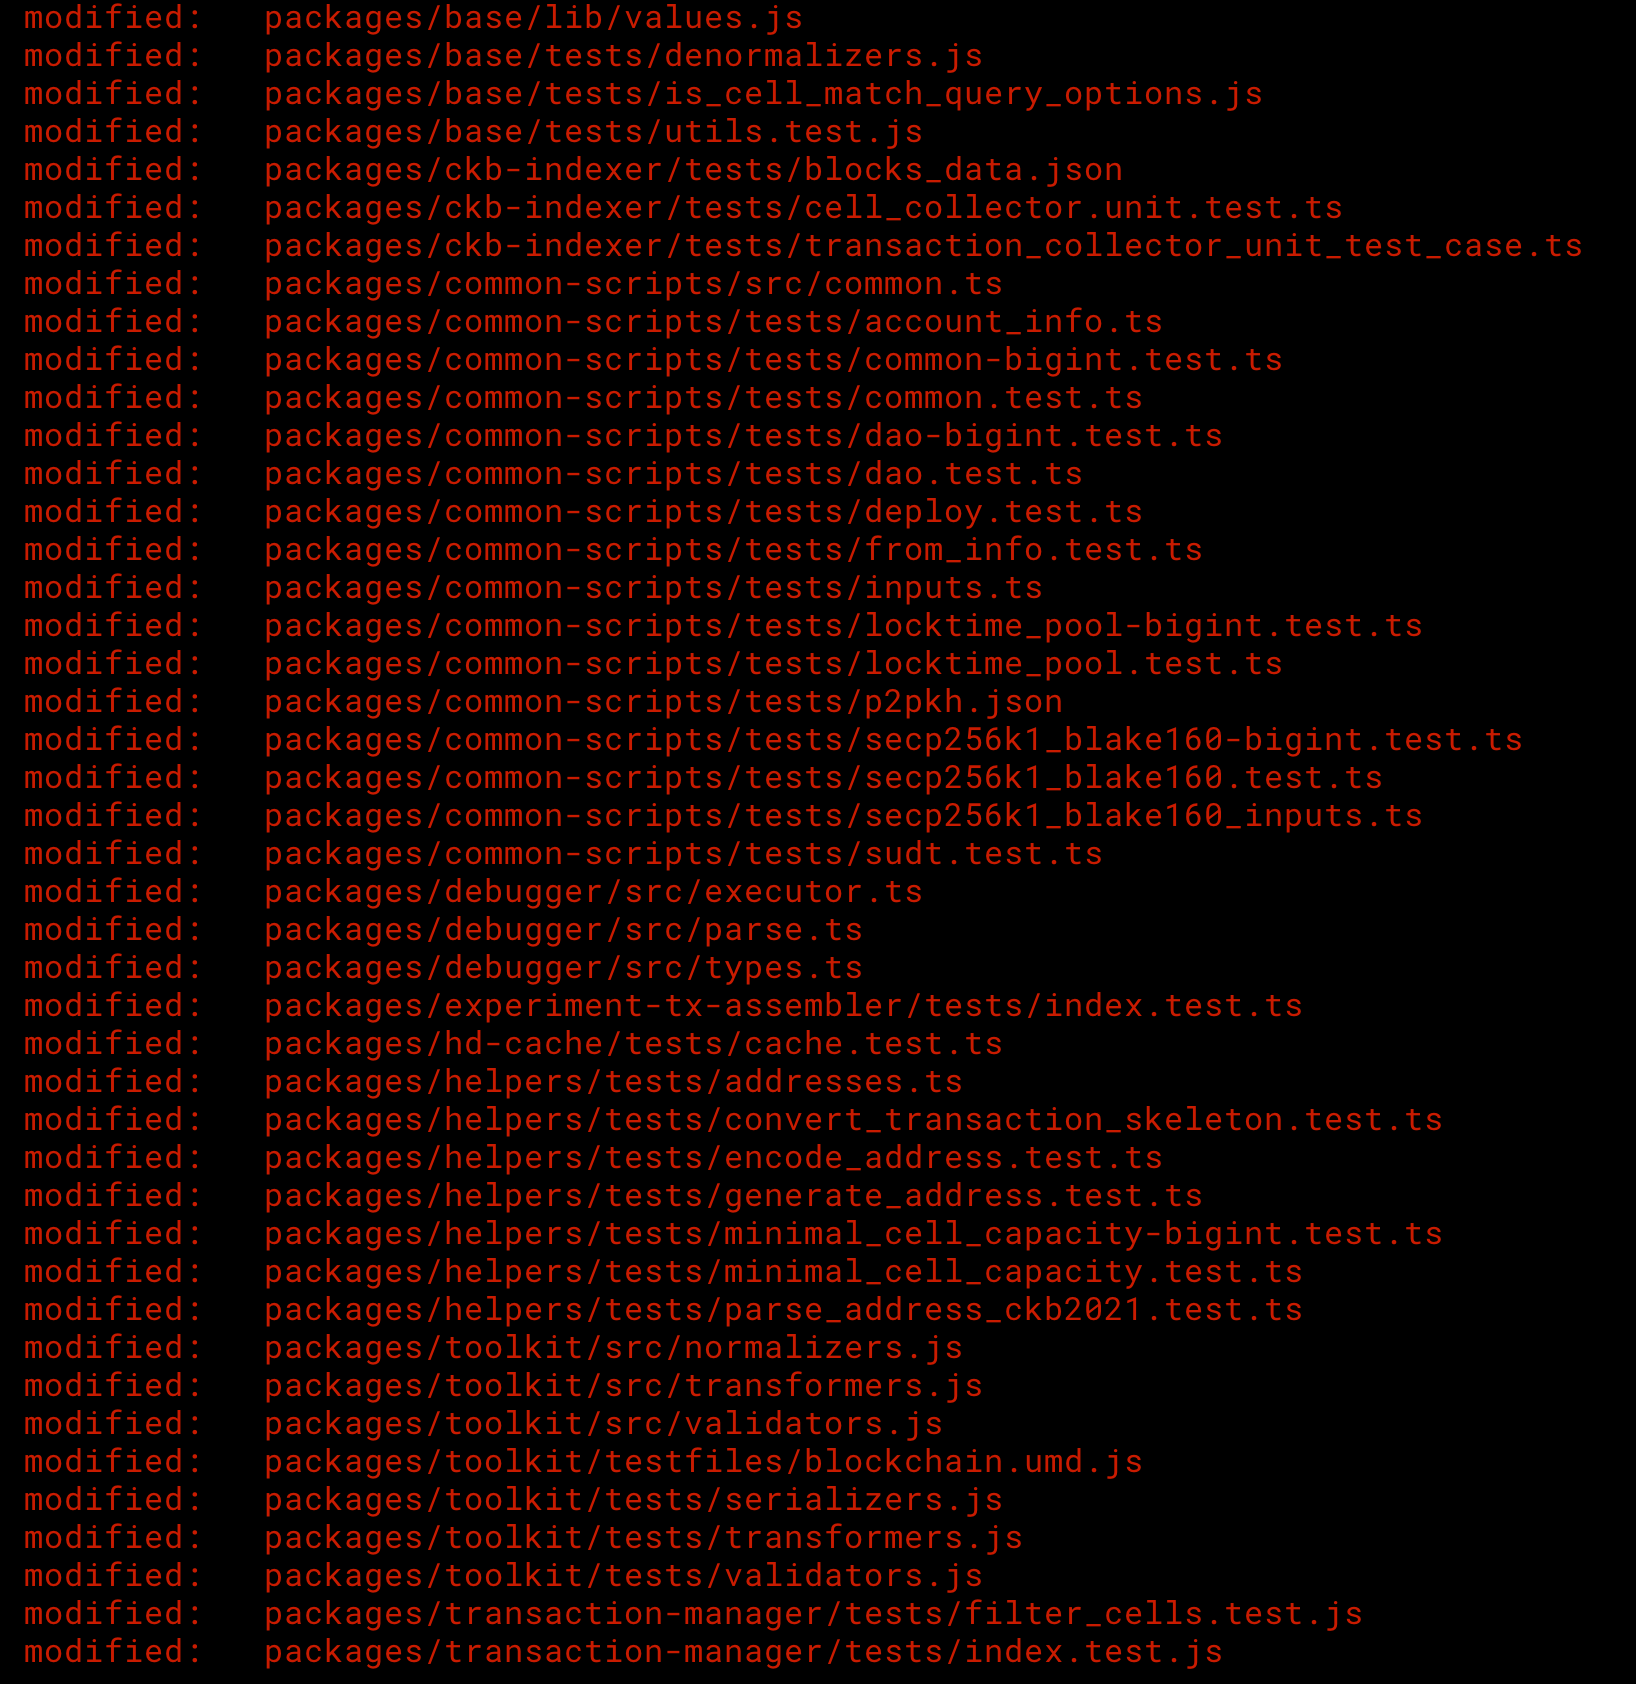 modified:   packages/base/lib/values.js
modified:   packages/base/tests/denormalizers.js
modified:   packages/base/tests/is_cell_match_query_options.js
modified:   packages/base/tests/utils.test.js
modified:   packages/ckb-indexer/tests/blocks_data.json
modified:   packages/ckb-indexer/tests/cell_collector.unit.test.ts
modified:   packages/ckb-indexer/tests/transaction_collector_unit_test_case.ts
modified:   packages/common-scripts/src/common.ts
modified:   packages/common-scripts/tests/account_info.ts
modified:   packages/common-scripts/tests/common-bigint.test.ts
modified:   packages/common-scripts/tests/common.test.ts
modified:   packages/common-scripts/tests/dao-bigint.test.ts
modified:   packages/common-scripts/tests/dao.test.ts
modified:   packages/common-scripts/tests/deploy.test.ts
modified:   packages/common-scripts/tests/from_info.test.ts
modified:   packages/common-scripts/tests/inputs.ts
modified:   packages/common-scripts/tests/locktime_pool-bigint.test.ts
modified:   packages/common-scripts/tests/locktime_pool.test.ts
modified:   packages/common-scripts/tests/p2pkh.json
modified:   packages/common-scripts/tests/secp256k1_blake160-bigint.test.ts
modified:   packages/common-scripts/tests/secp256k1_blake160.test.ts
modified:   packages/common-scripts/tests/secp256k1_blake160_inputs.ts
modified:   packages/common-scripts/tests/sudt.test.ts
modified:   packages/debugger/src/executor.ts
modified:   packages/debugger/src/parse.ts
modified:   packages/debugger/src/types.ts
modified:   packages/experiment-tx-assembler/tests/index.test.ts
modified:   packages/hd-cache/tests/cache.test.ts
modified:   packages/helpers/tests/addresses.ts
modified:   packages/helpers/tests/convert_transaction_skeleton.test.ts
modified:   packages/helpers/tests/encode_address.test.ts
modified:   packages/helpers/tests/generate_address.test.ts
modified:   packages/helpers/tests/minimal_cell_capacity-bigint.test.ts
modified:   packages/helpers/tests/minimal_cell_capacity.test.ts
modified:   packages/helpers/tests/parse_address_ckb2021.test.ts
modified:   packages/toolkit/src/normalizers.js
modified:   packages/toolkit/src/transformers.js
modified:   packages/toolkit/src/validators.js
modified:   packages/toolkit/testfiles/blockchain.umd.js
modified:   packages/toolkit/tests/serializers.js
modified:   packages/toolkit/tests/transformers.js
modified:   packages/toolkit/tests/validators.js
modified:   packages/transaction-manager/tests/filter_cells.test.js
modified:   packages/transaction-manager/tests/index.test.js